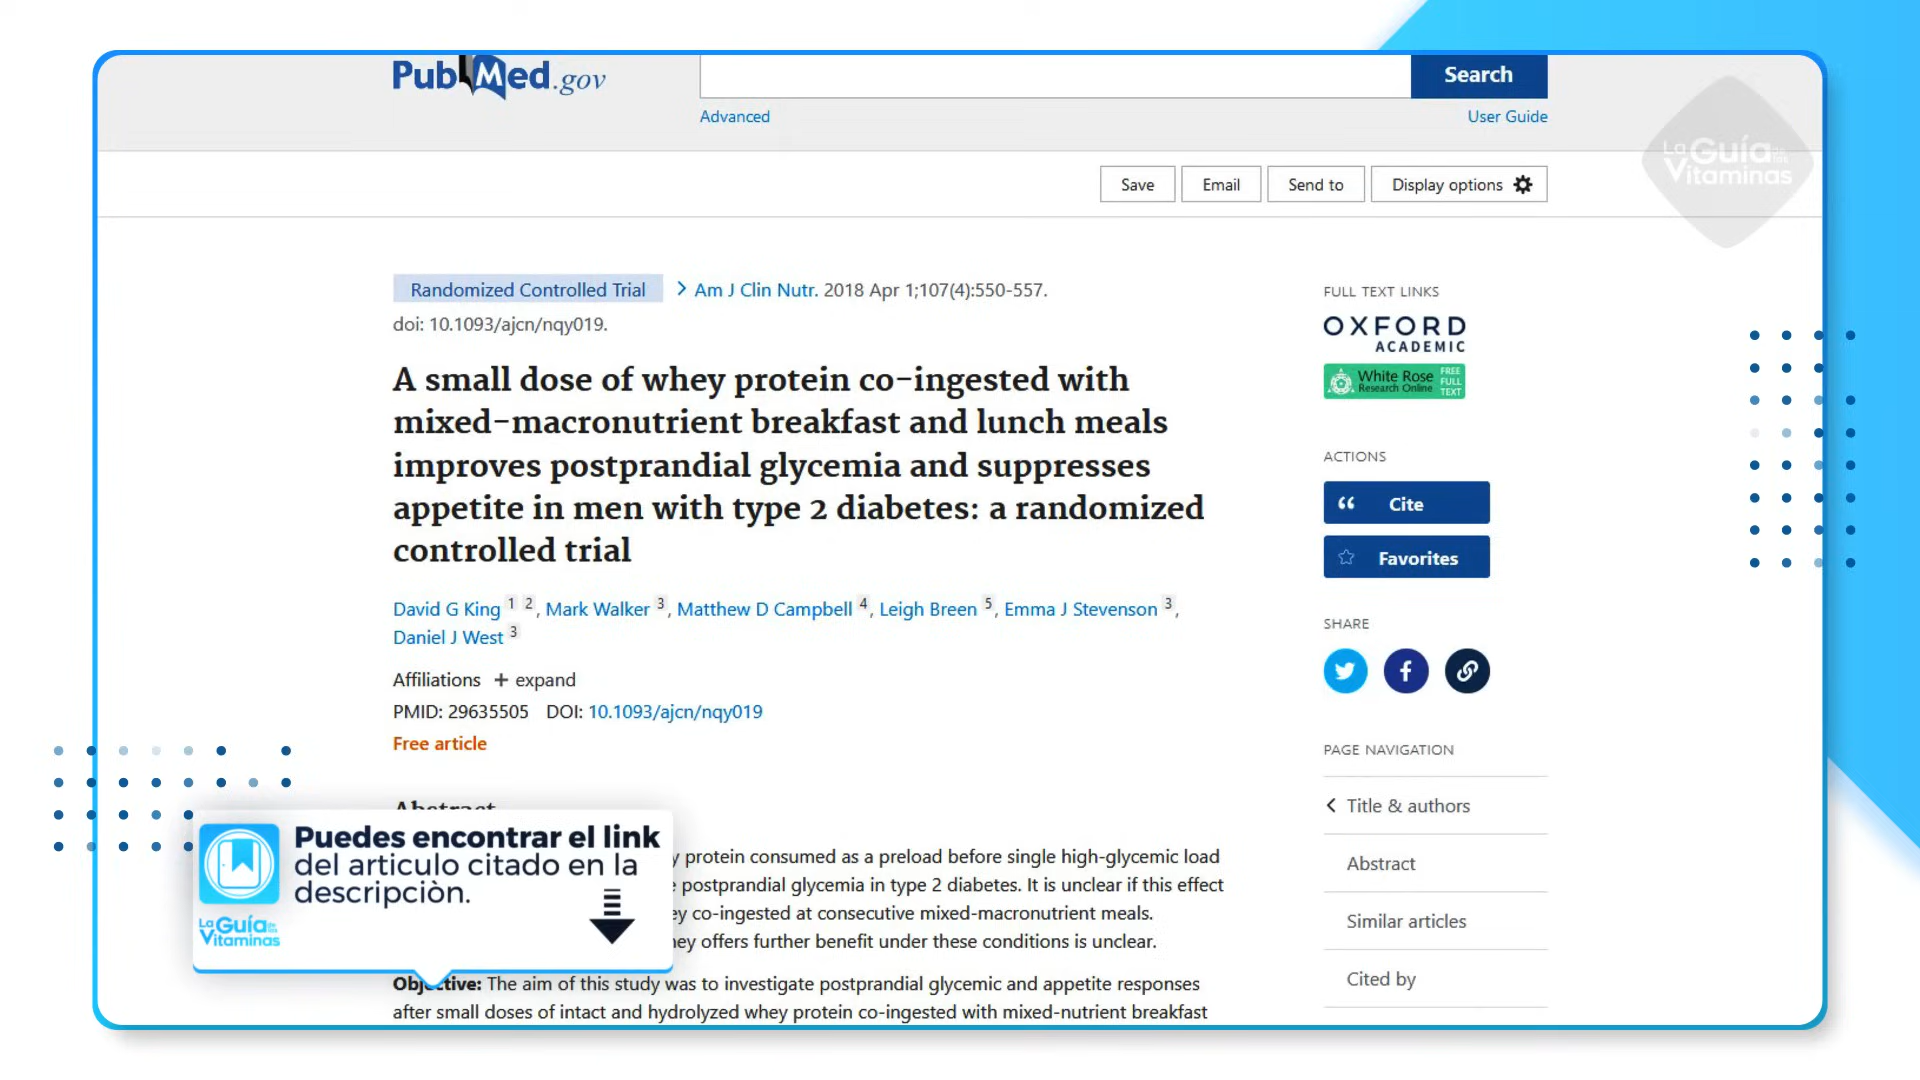 PubMed.gov
Search
Advanced
User Guide
Save
Email
Send to
Display options
La Guía de las
Vitaminas
Randomized Controlled Trial
Am J Clin Nutr. 2018 Apr 1;107(4):550-557.
doi: 10.1093/ajcn/nqy019.
A small dose of whey protein co-ingested with
mixed-macronutrient breakfast and lunch meals
improves postprandial glycemia and suppresses
appetite in men with type 2 diabetes: a randomized
controlled trial
David G King 1 2, Mark Walker 3, Matthew D Campbell 4, Leigh Breen 5, Emma J Stevenson 3,
Daniel J West 3
Affiliations + expand
PMID: 29635505 DOI: 10.1093/ajcn/nqy019
Free article
Abstract
y protein consumed as a preload before single high-glycemic load
postprandial glycemia in type 2 diabetes. It is unclear if this effect
ey co-ingested at consecutive mixed-macronutrient meals.
ney offers further benefit under these conditions is unclear.
Objective: The aim of this study was to investigate postprandial glycemic and appetite responses
after small doses of intact and hydrolyzed whey protein co-ingested with mixed-nutrient breakfast
Puedes encontrar el link
del articulo citado en la
descripciòn.
La Guía de las
Vitaminas
FULL TEXT LINKS
OXFORD
ACADEMIC
White Rose
Research Online
FREE
FULL
TEXT
ACTIONS
Cite
Favorites
SHARE
PAGE NAVIGATION
Title & authors
Abstract
Similar articles
Cited by